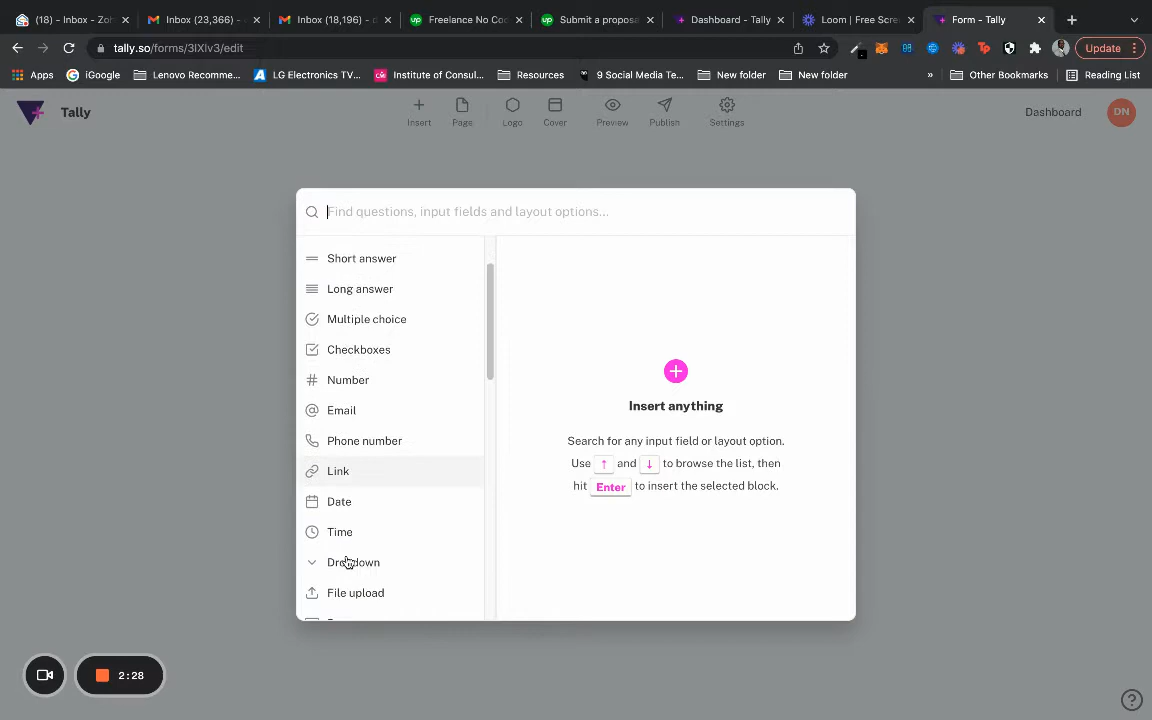 (18) - Inbox - Zoh
Inbox (23,366) -
Inbox (18,196) -
Freelance No Co
Submit a propos
Dashboard - Tally
Loom | Free Scre
Form - Tally
tally.so/forms/3lXlv3/edit
Update
Apps
iGoogle
Lenovo Recomme...
LG Electronics TV...
Institute of Consul...
Resources
9 Social Media Te...
New folder
New folder
»
Other Bookmarks
Reading List
Tally
Insert
Page
Logo
Cover
Preview
Publish
Settings
Dashboard
DN
Find questions, input fields and layout options...
Short answer
Long answer
Multiple choice
Checkboxes
Number
Email
Phone number
Link
Date
Time
Dropdown
File upload
Insert anything
Search for any input field or layout option.
Use ↑ and ↓ to browse the list, then
hit Enter to insert the selected block.
2:28